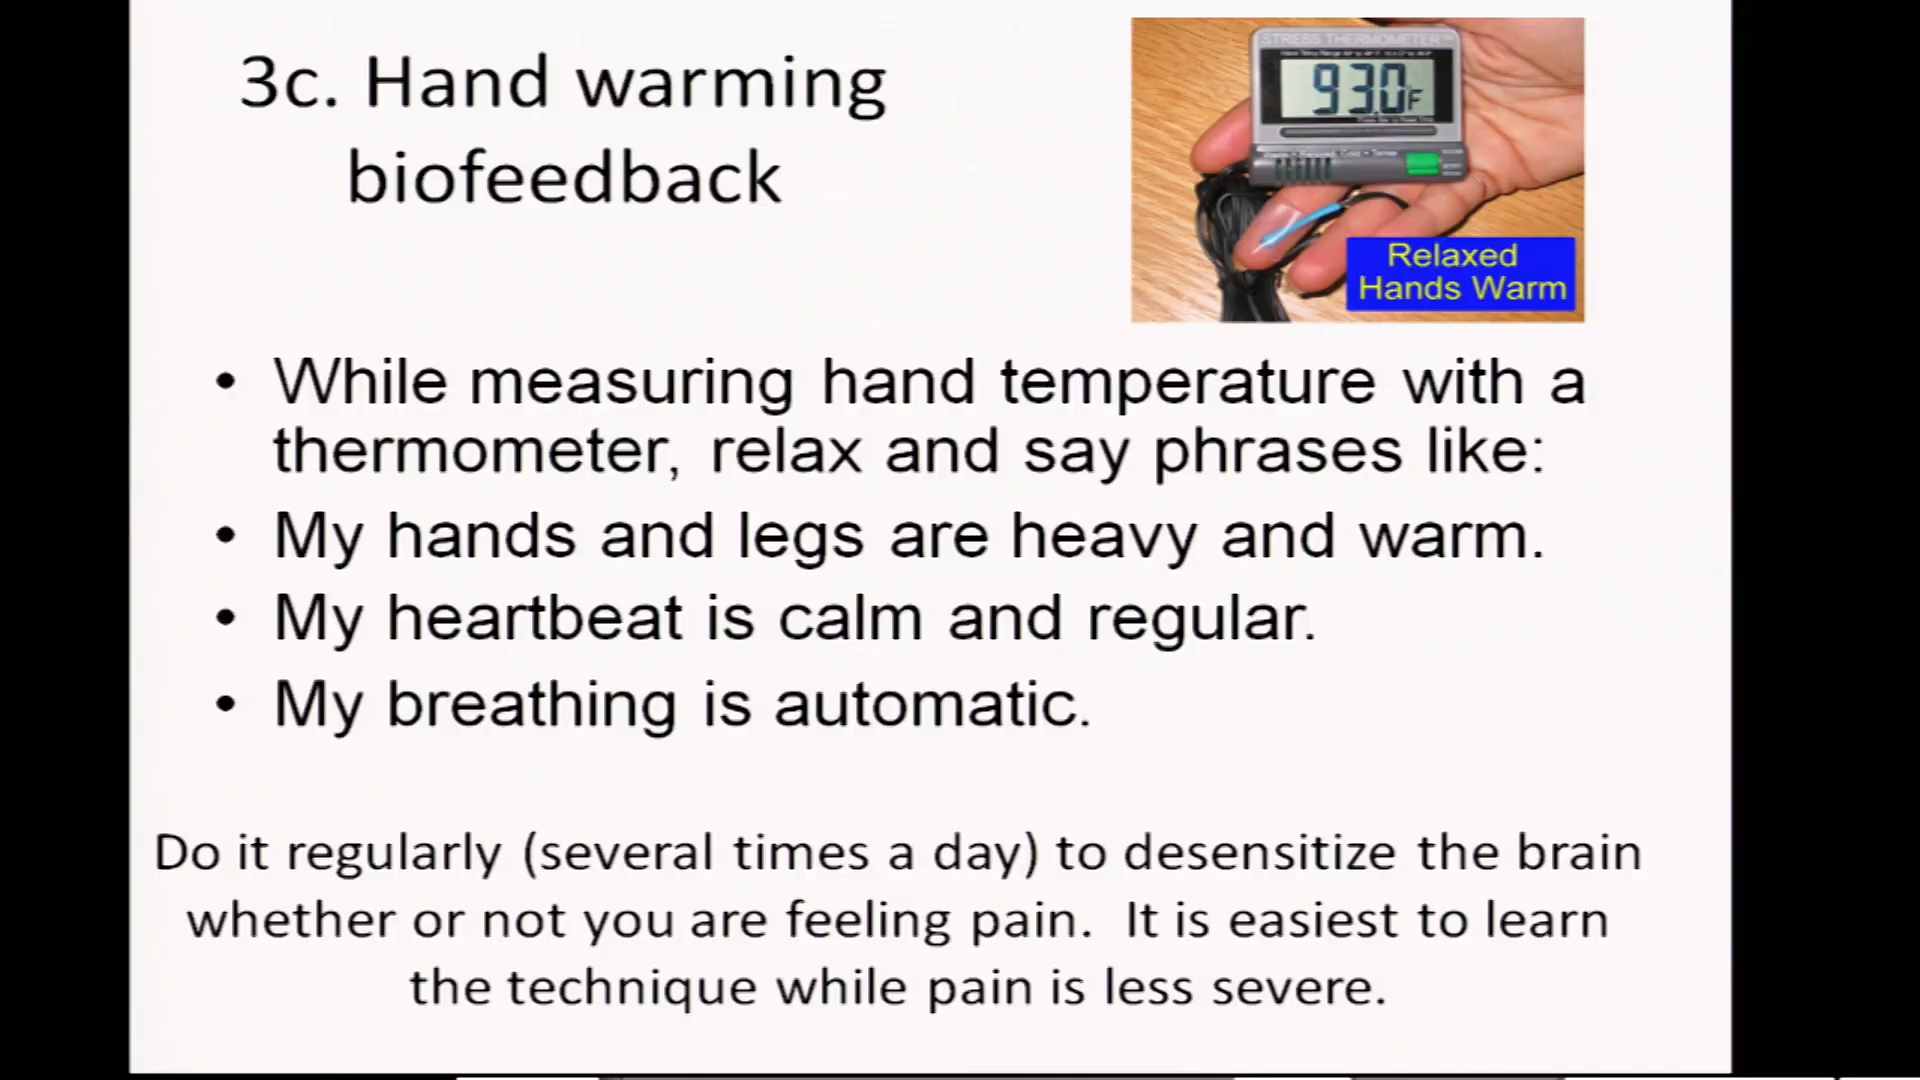 3c. Hand warming
biofeedback
STRESS THERMOMETER
93.0F
Relaxed
Hands Warm
• While measuring hand temperature with a
thermometer, relax and say phrases like:
• My hands and legs are heavy and warm.
• My heartbeat is calm and regular.
• My breathing is automatic.
Do it regularly (several times a day) to desensitize the brain
whether or not you are feeling pain. It is easiest to learn
the technique while pain is less severe.